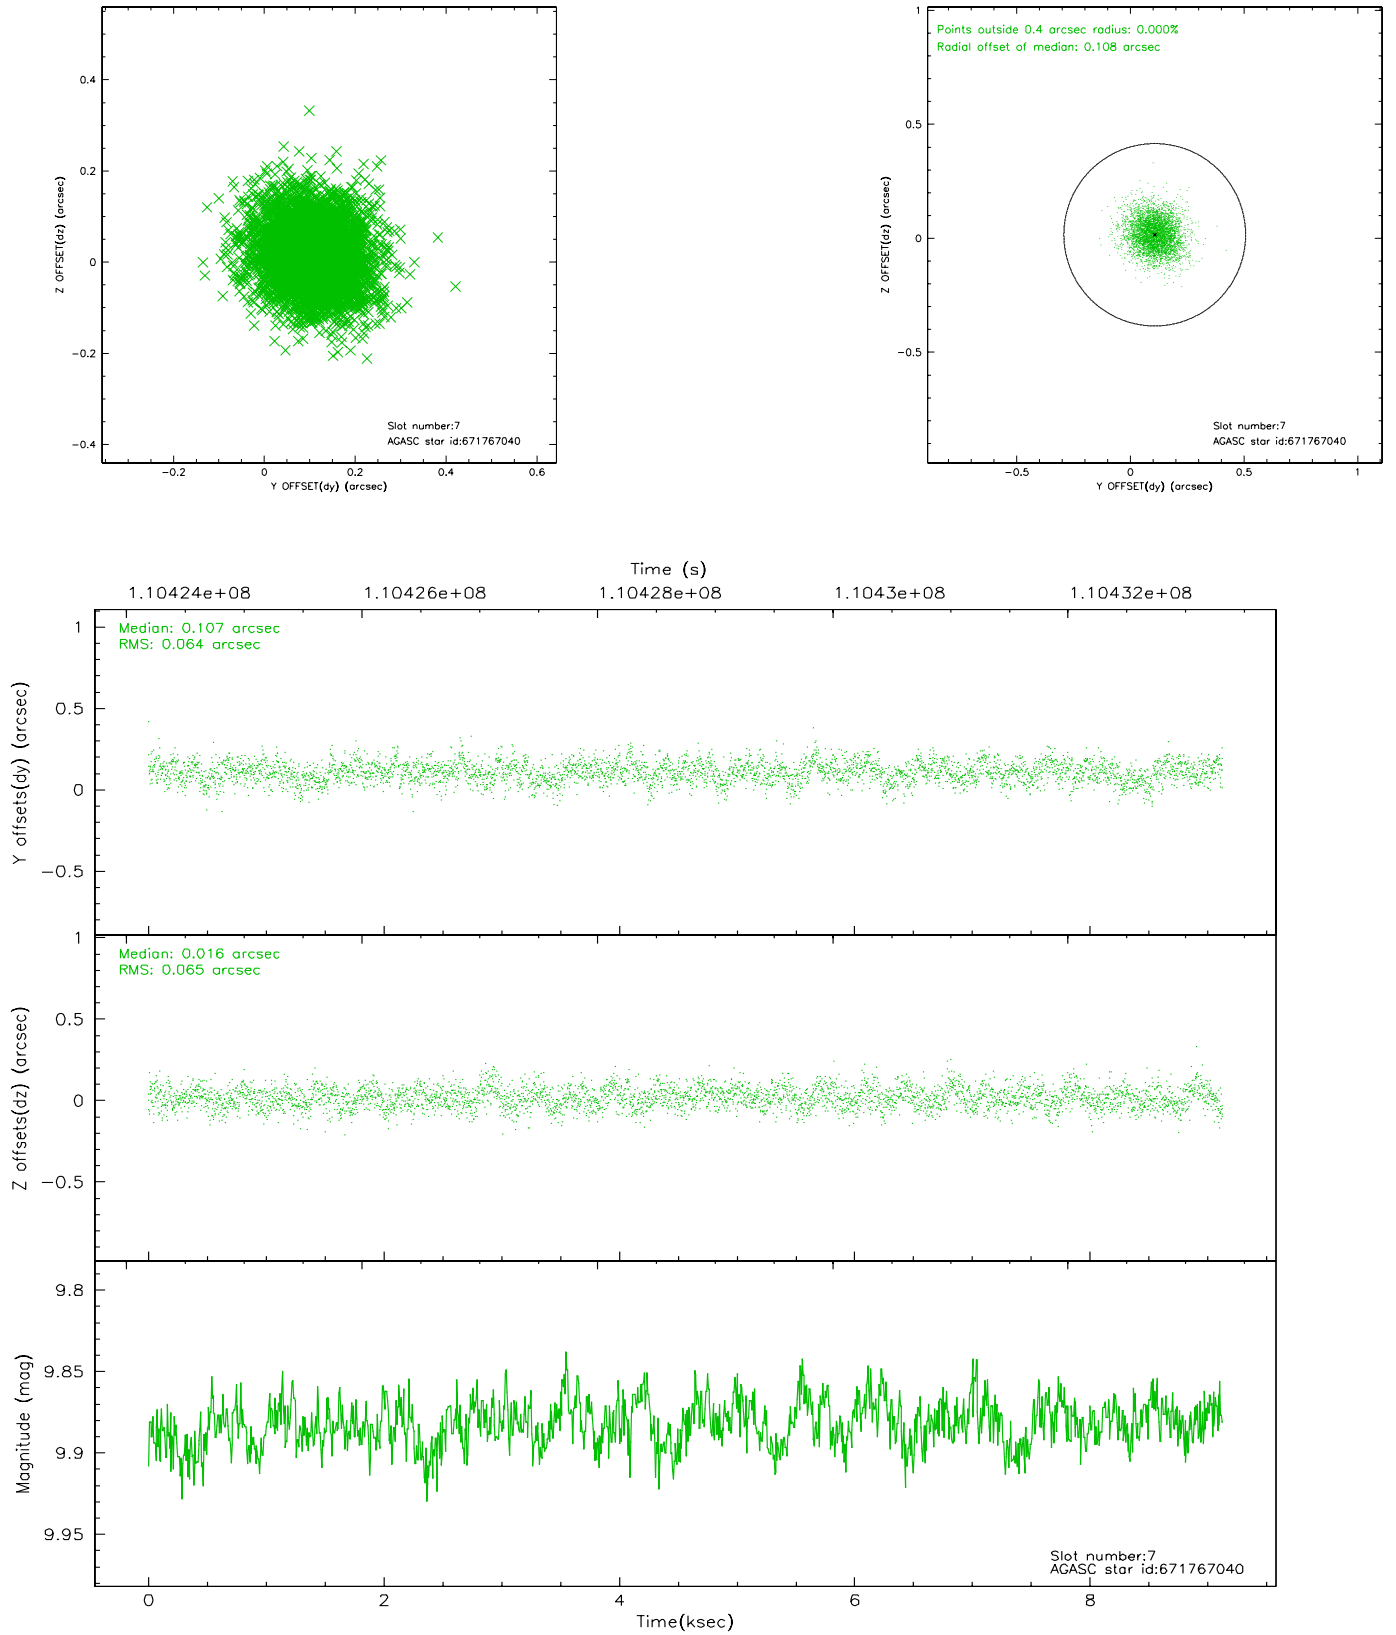 0.4
0.2
0
−0.2
−0.4
Z OFFSET(dz) (arcsec)
−0.2 0 0.2 0.4 0.6
Y OFFSET(dy) (arcsec)
Slot number:7
AGASC star id:671767040
Points outside 0.4 arcsec radius: 0.000%
Radial offset of median: 0.108 arcsec
1
0.5
0
−0.5
Z OFFSET(dz) (arcsec)
−0.5 0 0.5 1
Y OFFSET(dy) (arcsec)
Slot number:7
AGASC star id:671767040
Time (s)
1.10424e+08 1.10426e+08 1.10428e+08 1.1043e+08 1.10432e+08
Median: 0.107 arcsec
RMS: 0.064 arcsec
1
0.5
0
−0.5
Y offsets(dy) (arcsec)
Median: 0.016 arcsec
RMS: 0.065 arcsec
1
0.5
0
−0.5
Z offsets(dz) (arcsec)
9.8
9.85
9.9
9.95
Magnitude (mag)
Slot number:7
AGASC star id:671767040
0 2 4 6 8
Time(ksec)